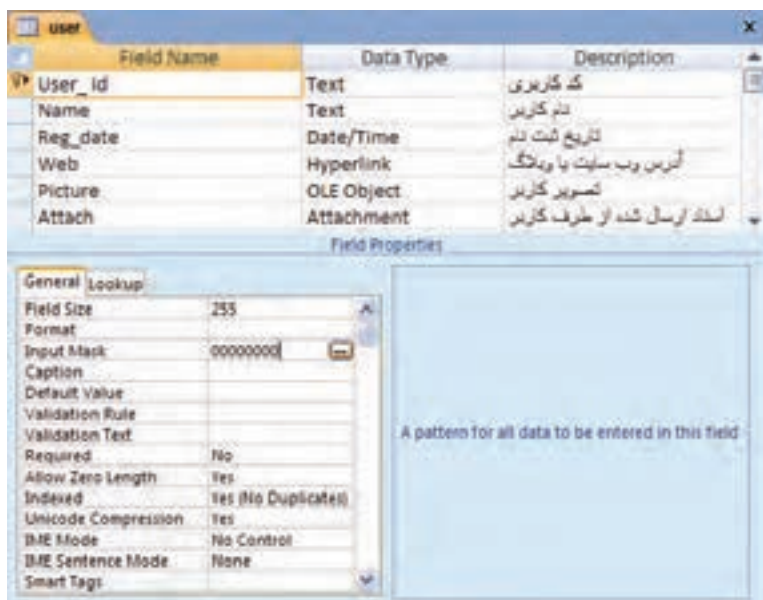 user
Field Name Data Type Description
User_id Text کد کاربری
Name Text نام کاربر
Reg_date Date/Time تاریخ ثبت نام
Web Hyperlink آدرس وب سایت یا وبلاگ
Picture OLE Object تصویر کاربر
Attach Attachment اسناد ارسال شده از طرف کاربر
Field Properties
General Lookup
Field Size 255
Format
Input Mask 00000000
Caption
Default Value
Validation Rule
Validation Text
Required No
Allow Zero Length Yes
Indexed Yes (No Duplicates)
Unicode Compression Yes
IME Mode No Control
IME Sentence Mode None
Smart Tags
A pattern for all data to be entered in this field